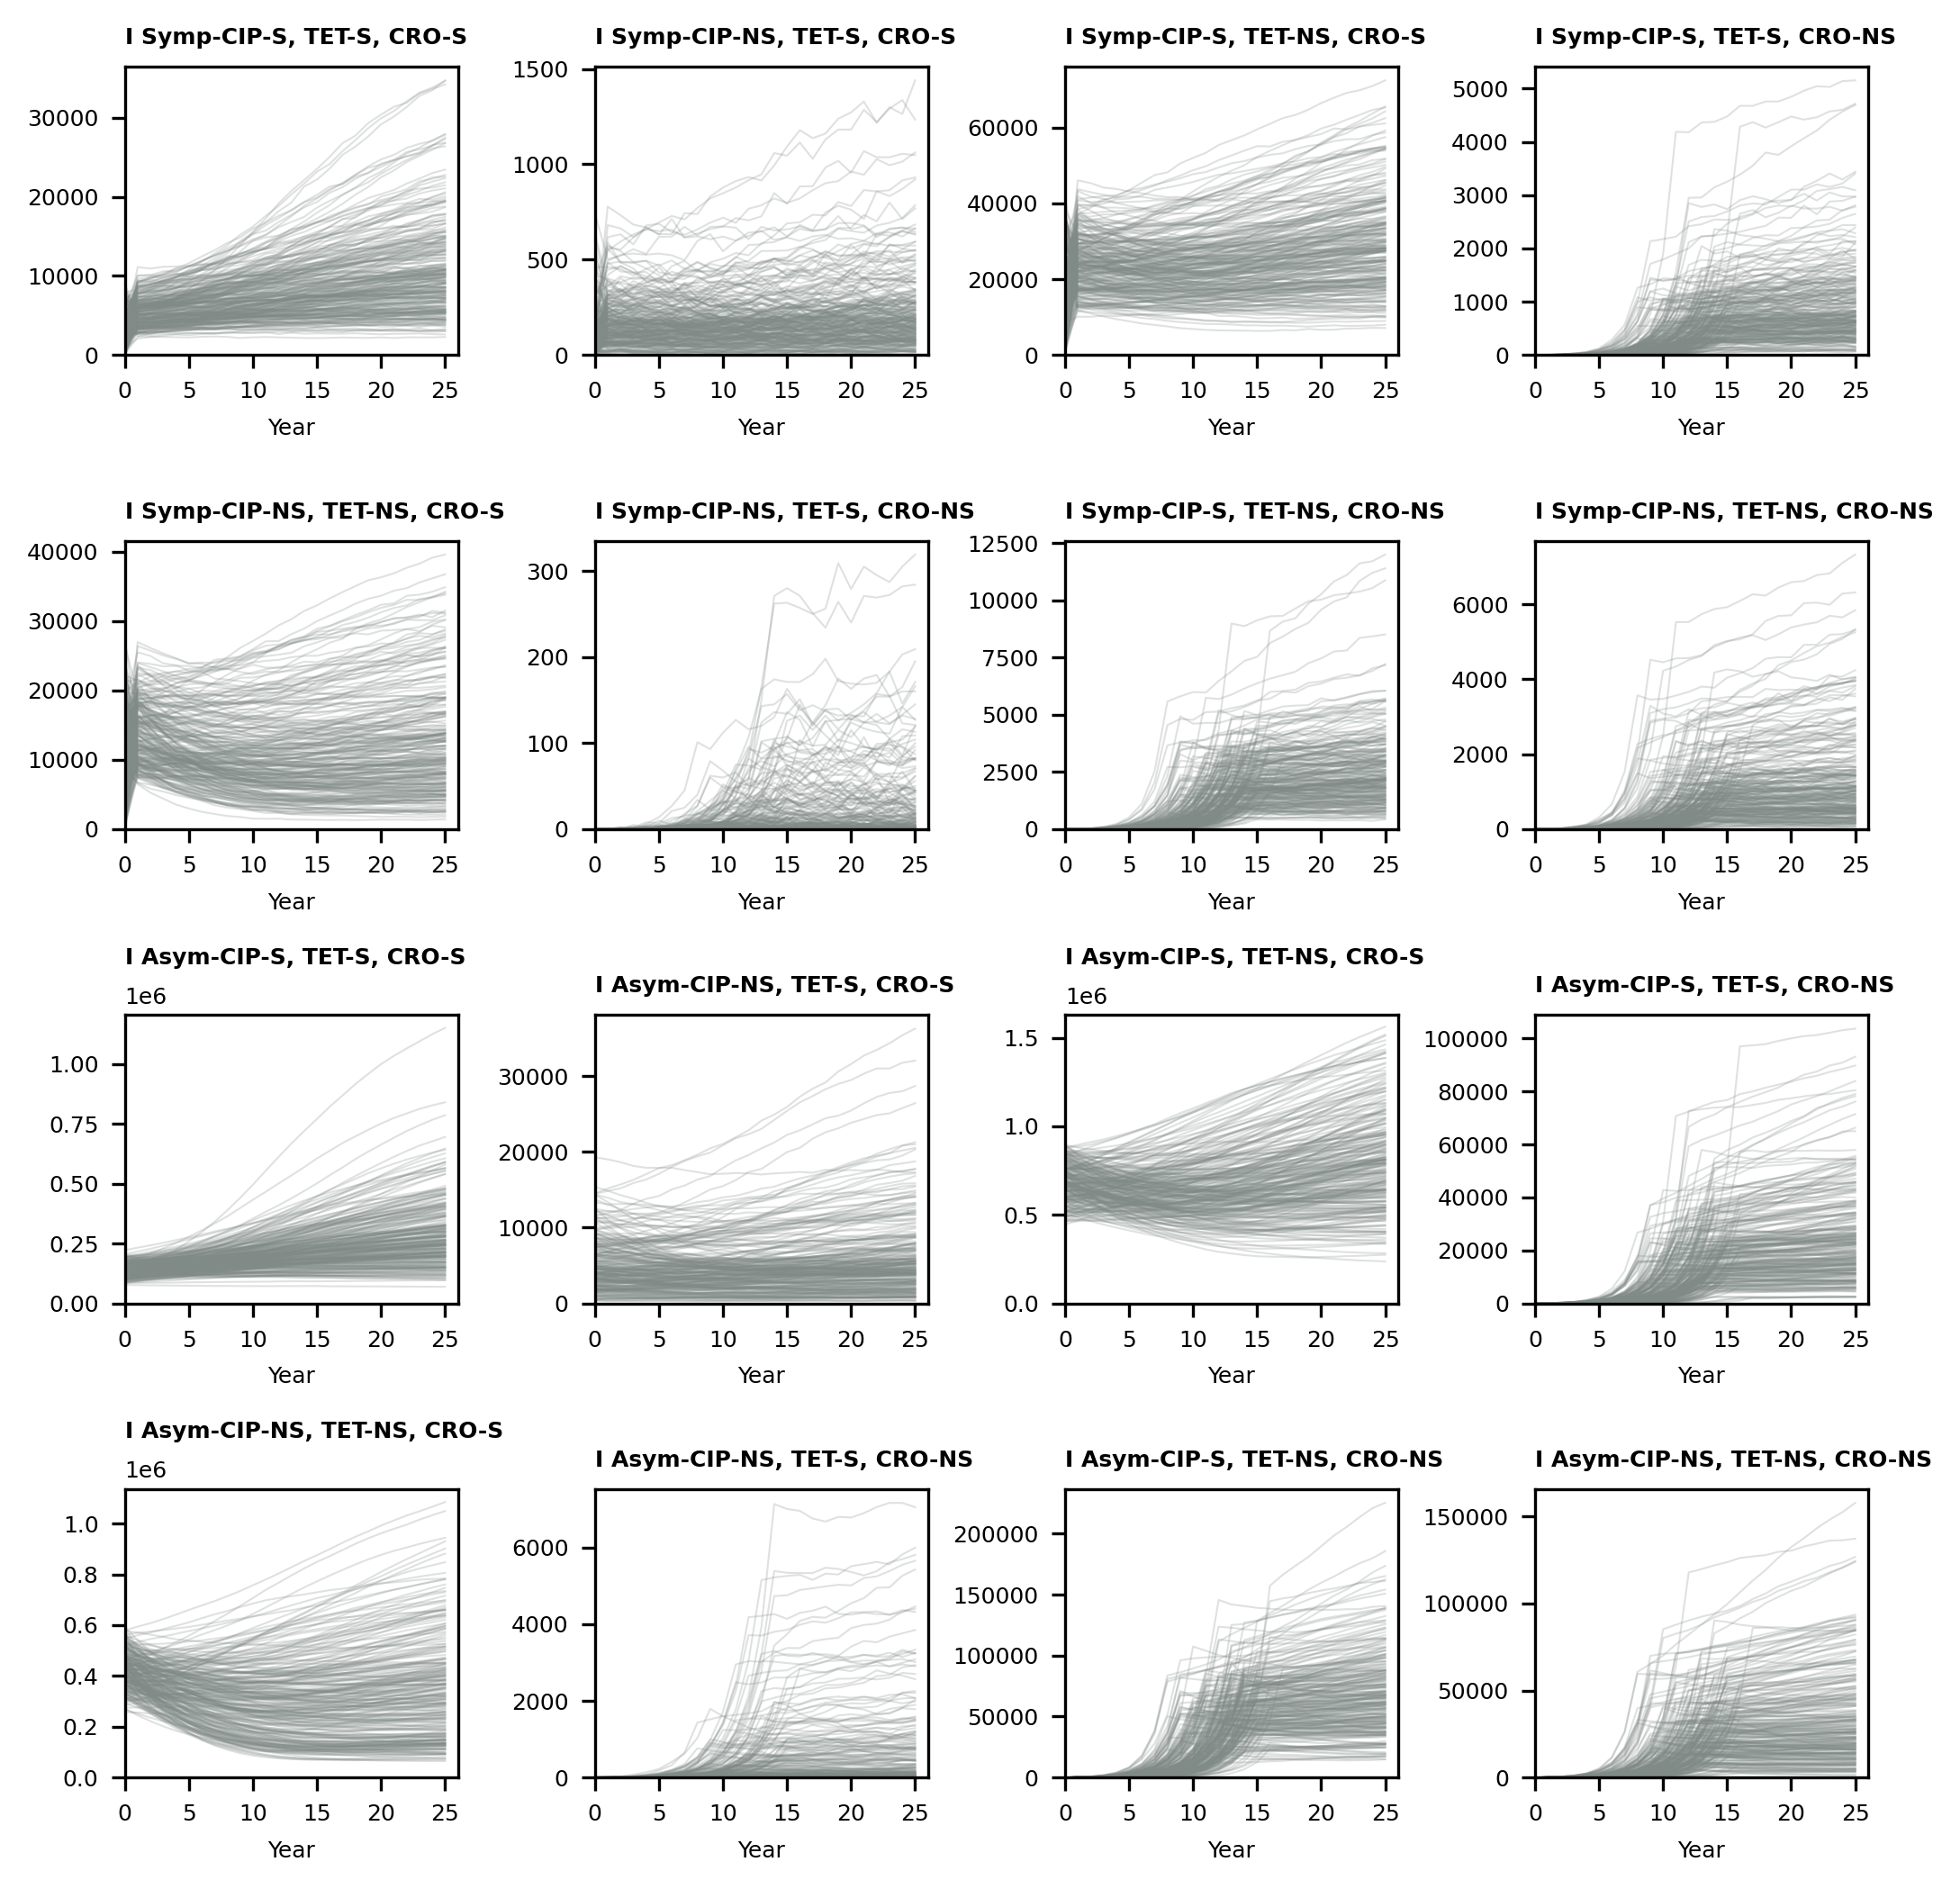 I Symp-CIP-S, TET-S, CRO-S
I Symp-CIP-NS, TET-S, CRO-S
I Symp-CIP-S, TET-NS, CRO-S
I Symp-CIP-S, TET-S, CRO-NS
30000
20000
10000
0
0 5 10 15 20 25
Year
1500
1000
500
0
0 5 10 15 20 25
Year
60000
40000
20000
0
0 5 10 15 20 25
Year
5000
4000
3000
2000
1000
0
0 5 10 15 20 25
Year
I Symp-CIP-NS, TET-NS, CRO-S
I Symp-CIP-NS, TET-S, CRO-NS
I Symp-CIP-S, TET-NS, CRO-NS
I Symp-CIP-NS, TET-NS, CRO-NS
40000
30000
20000
10000
0
0 5 10 15 20 25
Year
300
200
100
0
0 5 10 15 20 25
Year
12500
10000
7500
5000
2500
0
0 5 10 15 20 25
Year
6000
4000
2000
0
0 5 10 15 20 25
Year
I Asym-CIP-S, TET-S, CRO-S
I Asym-CIP-NS, TET-S, CRO-S
I Asym-CIP-S, TET-NS, CRO-S
I Asym-CIP-S, TET-S, CRO-NS
1e6
1.00
0.75
0.50
0.25
0.00
0 5 10 15 20 25
Year
30000
20000
10000
0
0 5 10 15 20 25
Year
1e6
1.5
1.0
0.5
0.0
0 5 10 15 20 25
Year
100000
80000
60000
40000
20000
0
0 5 10 15 20 25
Year
I Asym-CIP-NS, TET-NS, CRO-S
I Asym-CIP-NS, TET-S, CRO-NS
I Asym-CIP-S, TET-NS, CRO-NS
I Asym-CIP-NS, TET-NS, CRO-NS
1e6
1.0
0.8
0.6
0.4
0.2
0.0
0 5 10 15 20 25
Year
6000
4000
2000
0
0 5 10 15 20 25
Year
200000
150000
100000
50000
0
0 5 10 15 20 25
Year
150000
100000
50000
0
0 5 10 15 20 25
Year